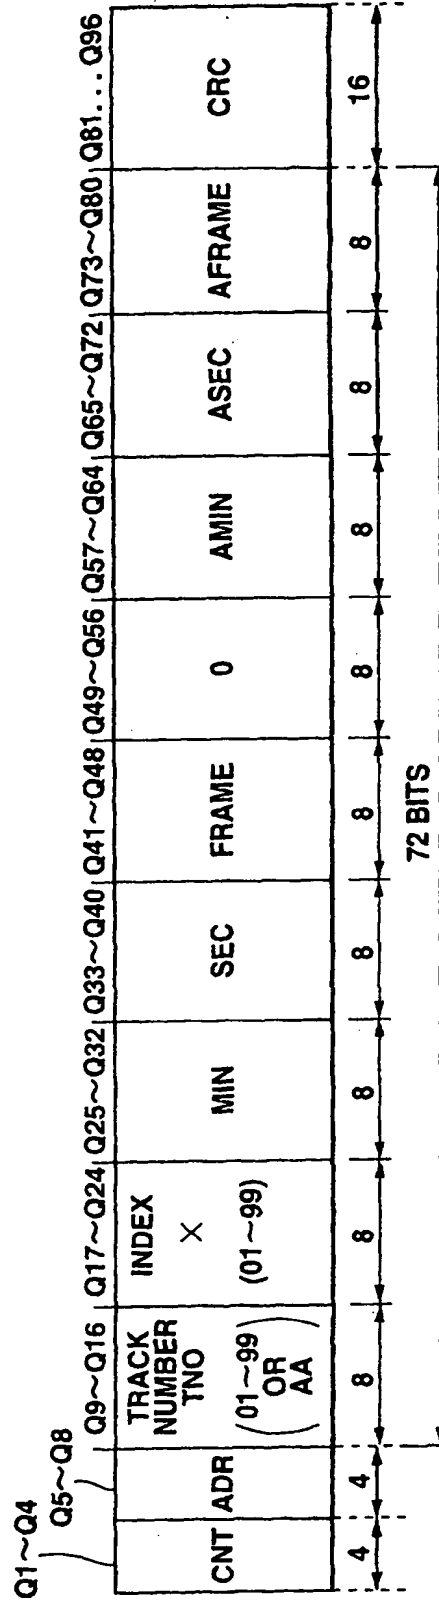 Q1~Q4
Q5~Q8
Q9~Q16
Q17~Q24
Q25~Q32
Q33~Q40
Q41~Q48
Q49~Q56
Q57~Q64
Q65~Q72
Q73~Q80
Q81.... Q96
CNT
ADR
TRACK
NUMBER
TNO
(01~99
OR
AA)
INDEX
×
(01~99)
MIN
SEC
FRAME
0
AMIN
ASEC
AFRAME
CRC
4
4
8
8
8
8
8
8
8
8
8
16
72 BITS